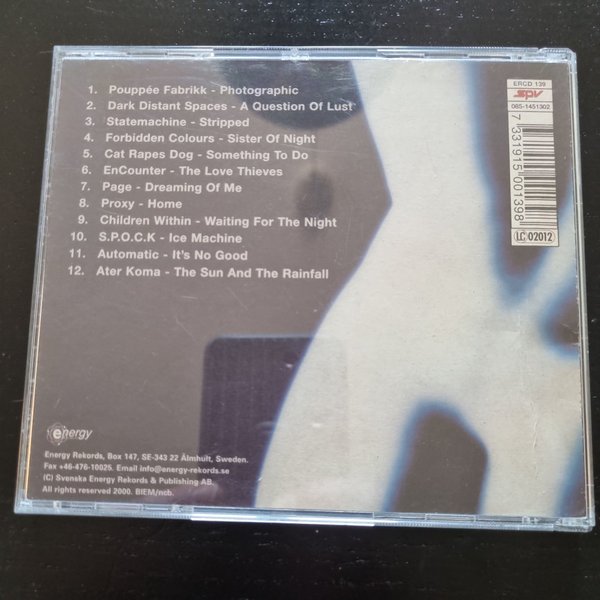 1. Pouppée Fabrikk - Photographic
2. Dark Distant Spaces - A Question Of Lust
3. Statemachine - Stripped
4. Forbidden Colours - Sister Of Night
5. Cat Rapes Dog - Something To Do
6. EnCounter - The Love Thieves
7. Page - Dreaming Of Me
8. Proxy - Home
9. Children Within - Waiting For The Night
10. S.P.O.C.K - Ice Machine
11. Automatic - It's No Good
12. Ater Koma - The Sun And The Rainfall
ERCD 139
spv
085-1451302
7 331915 001398
LC 02012
energy
Energy Rekords, Box 147, SE-343 22 Älmhult, Sweden.
Fax +46-476-10025. Email info@energy-rekords.se
(C) Svenska Energy Rekords & Publishing AB.
All rights reserved 2000. BIEM/ncb.